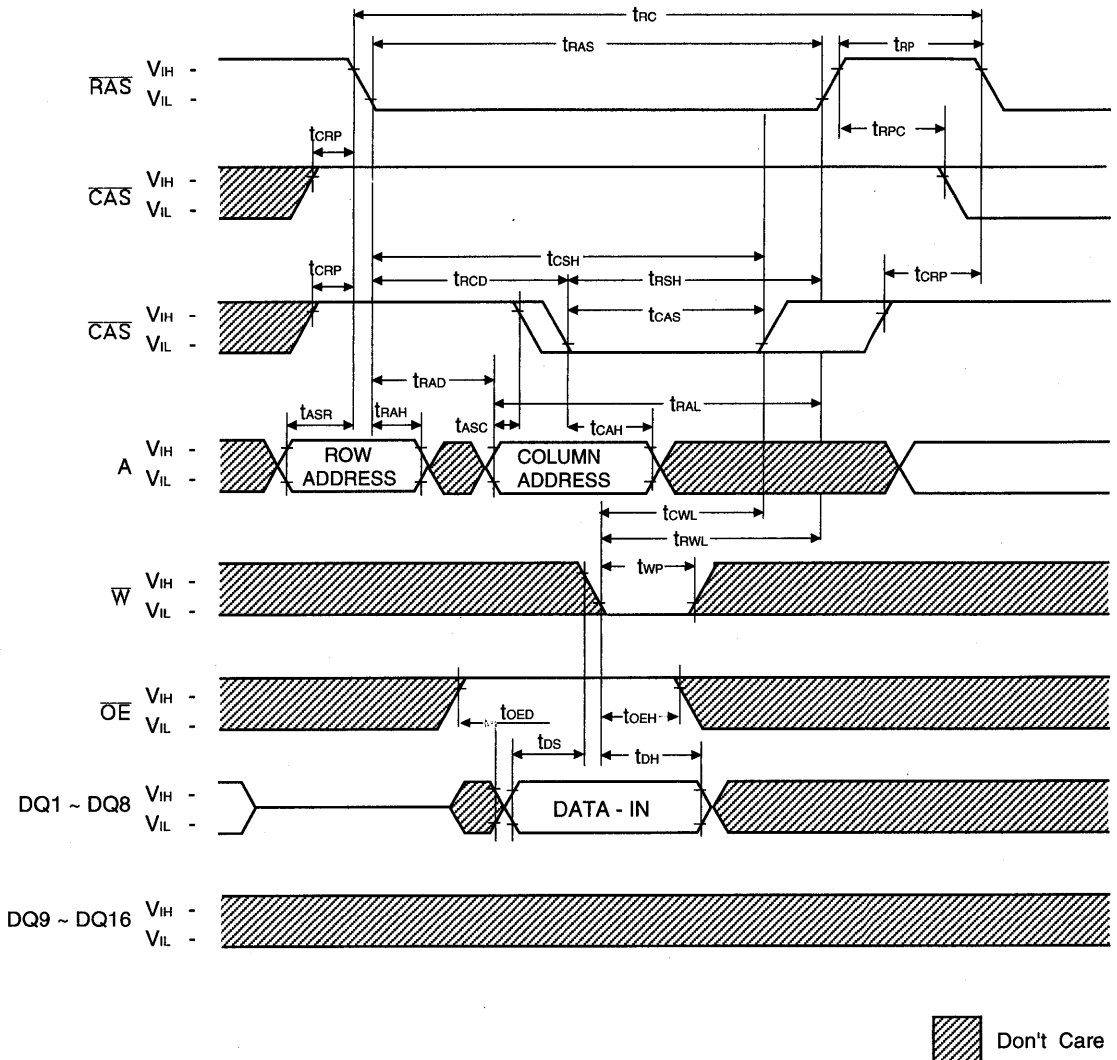 tRC
tRAS
tRP
RAS
VIH -
VIL -
tCRP
tRPC
CAS
VIH -
VIL -
tCSH
tCRP
tRCD
tRSH
tCRP
CAS
VIH -
VIL -
tCAS
tRAD
tRAL
tASR
tRAH
tASC
tCAH
A
VIH -
VIL -
ROW
ADDRESS
COLUMN
ADDRESS
tCWL
tRWL
tWP
W
VIH -
VIL -
OE
VIH -
VIL -
tOED
tOEH
tDS
tDH
DQ1 ~ DQ8
VIH -
VIL -
DATA - IN
DQ9 ~ DQ16
VIH -
VIL -
Don't Care